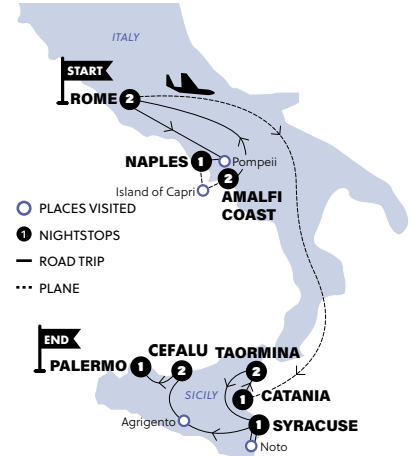 ITALY
START
ROME 2
NAPLES 1
Pompeii
Island of Capri
2
AMALFI
COAST
PLACES VISITED
1 NIGHTSTOPS
ROAD TRIP
PLANE
END
PALERMO 1
CEFALU 2
TAORMINA 2
SICILY
1 CATANIA
Agrigento
1 SYRACUSE
Noto